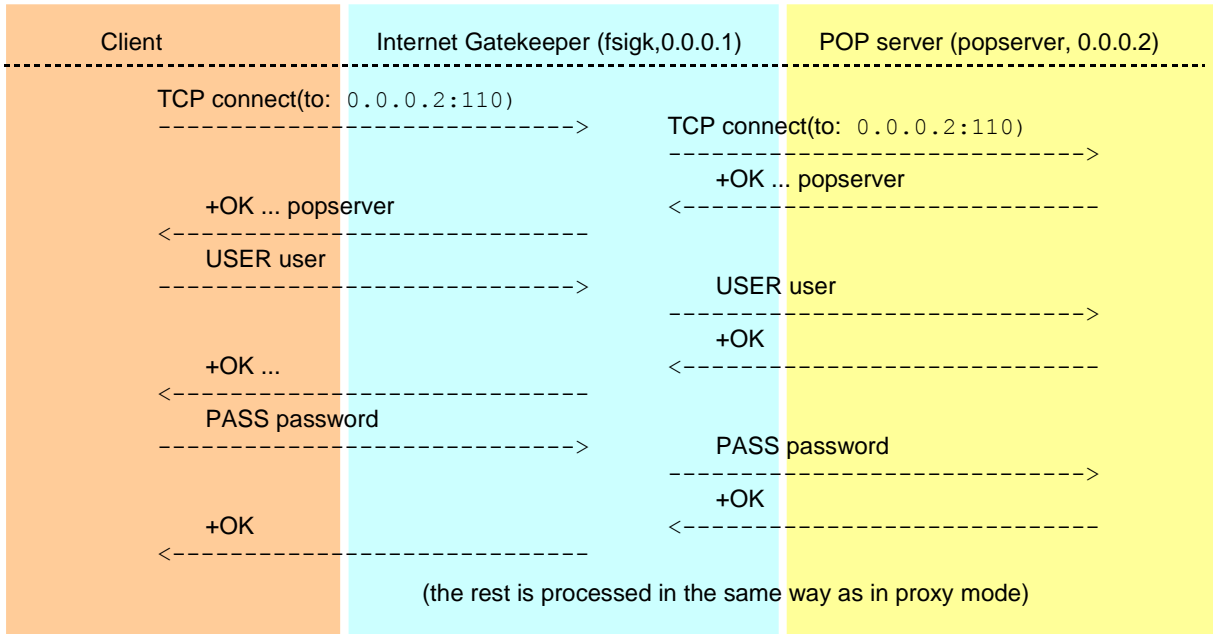 Client Internet Gatekeeper (fsigk,0.0.0.1) POP server (popserver, 0.0.0.2)
TCP connect(to: 0.0.0.2:110)
TCP connect(to: 0.0.0.2:110)
+OK ... popserver
+OK ... popserver
USER user
USER user
+OK
+OK ...
PASS password
PASS password
+OK
+OK
(the rest is processed in the same way as in proxy mode)